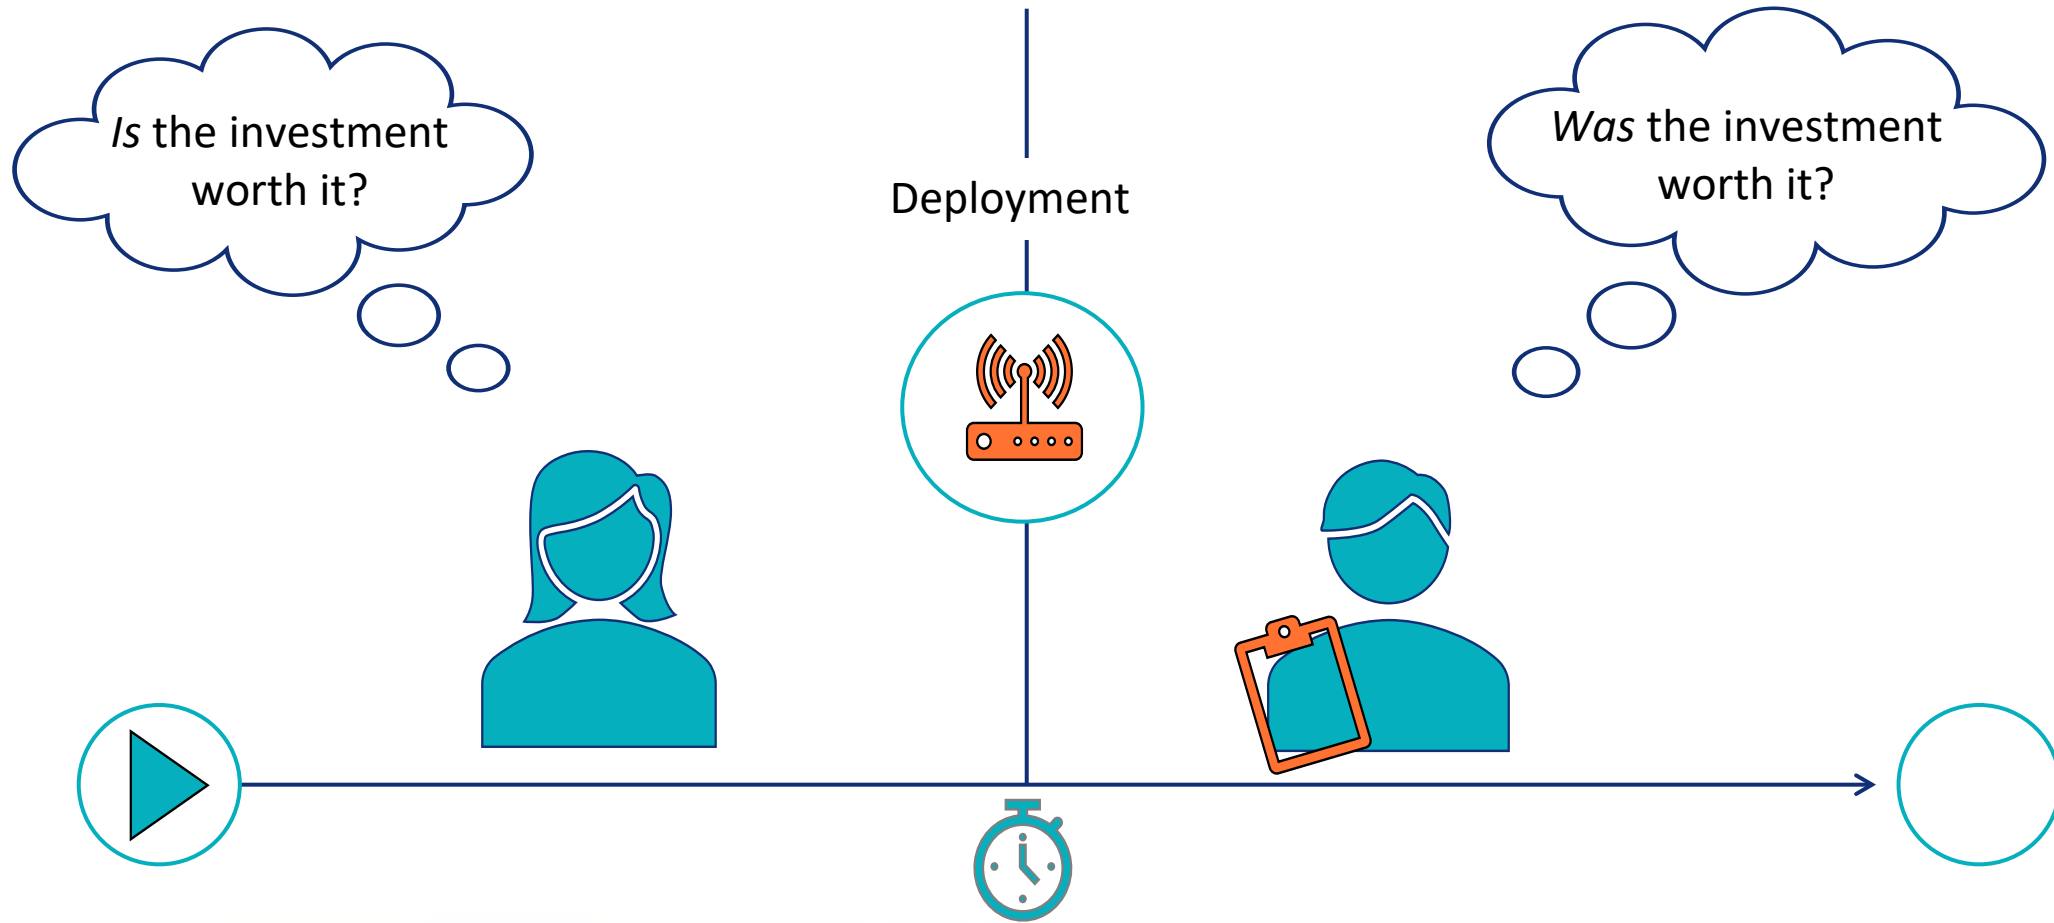 Is the investment
worth it?
Deployment
Was the investment
worth it?